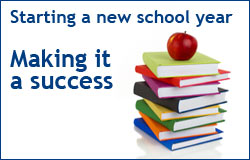 Starting a new school year
Making it
a success